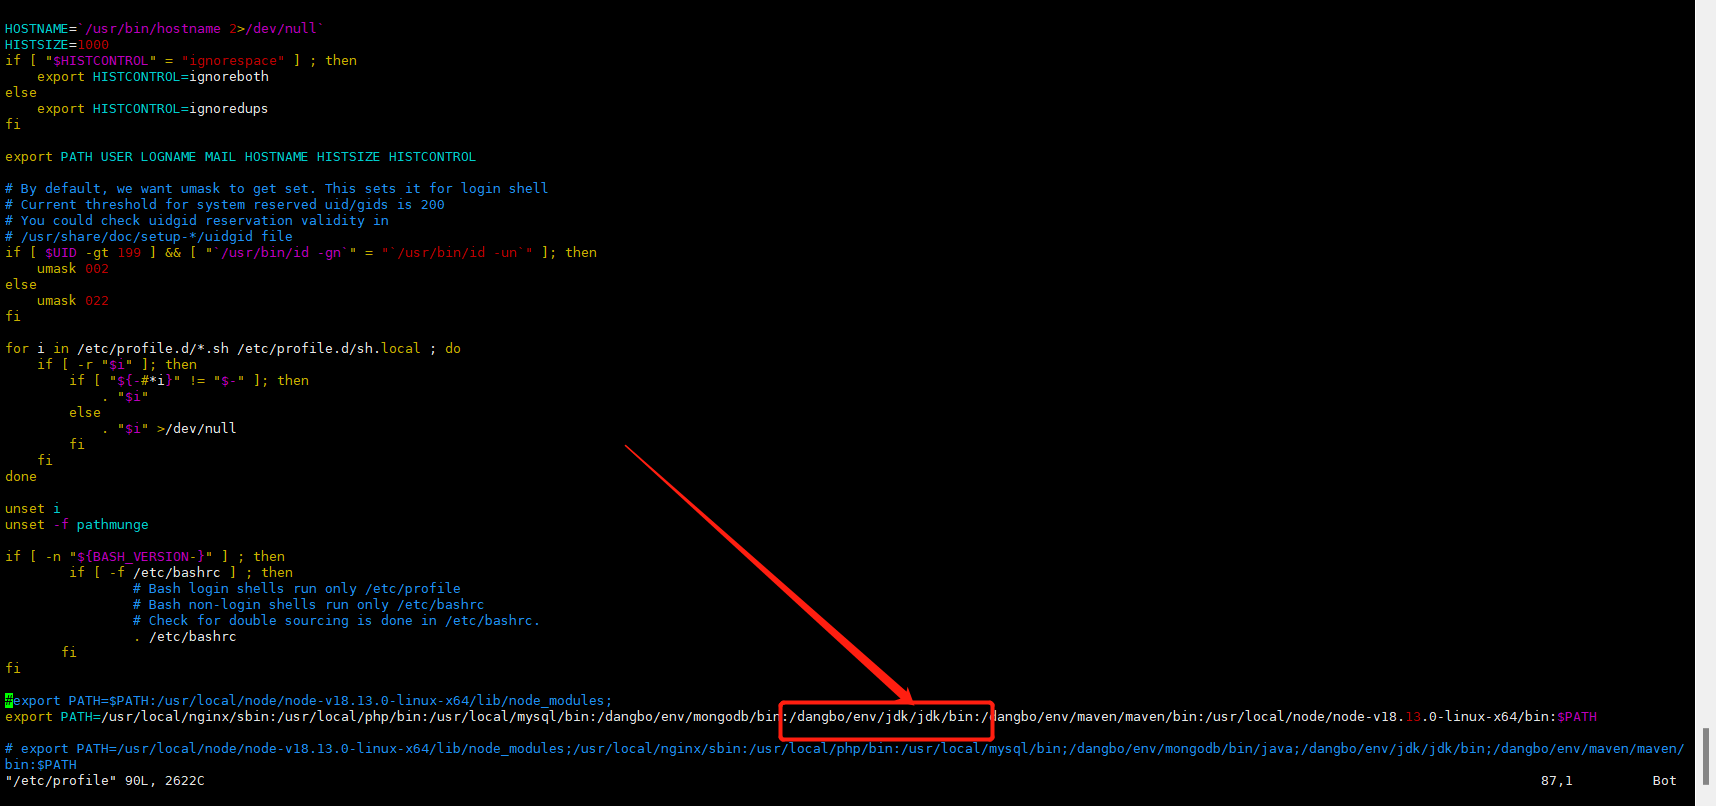 HOSTNAME=`/usr/bin/hostname 2>/dev/null`
HISTSIZE=1000
if [ "$HISTCONTROL" = "ignorespace" ] ; then
    export HISTCONTROL=ignoreboth
else
    export HISTCONTROL=ignoredups
fi

export PATH USER LOGNAME MAIL HOSTNAME HISTSIZE HISTCONTROL

# By default, we want umask to get set. This sets it for login shell
# Current threshold for system reserved uid/gids is 200
# You could check uidgid reservation validity in
# /usr/share/doc/setup-*/uidgid file
if [ $UID -gt 199 ] && [ "`/usr/bin/id -gn`" = "`/usr/bin/id -un`" ]; then
    umask 002
else
    umask 022
fi

for i in /etc/profile.d/*.sh /etc/profile.d/sh.local ; do
    if [ -r "$i" ]; then
        if [ "${-#*i}" != "$-" ]; then
            . "$i"
        else
            . "$i" >/dev/null
        fi
    fi
done

unset i
unset -f pathmunge

if [ -n "${BASH_VERSION-}" ] ; then
        if [ -f /etc/bashrc ] ; then
                # Bash login shells run only /etc/profile
                # Bash non-login shells run only /etc/bashrc
                # Check for double sourcing is done in /etc/bashrc.
                . /etc/bashrc
       fi
fi

#export PATH=$PATH:/usr/local/node/node-v18.13.0-linux-x64/lib/node_modules;
export PATH=/usr/local/nginx/sbin:/usr/local/php/bin:/usr/local/mysql/bin:/dangbo/env/mongodb/bin:/dangbo/env/jdk/jdk/bin:/dangbo/env/maven/maven/bin:/usr/local/node/node-v18.13.0-linux-x64/bin:$PATH

# export PATH=/usr/local/node/node-v18.13.0-linux-x64/lib/node_modules;/usr/local/nginx/sbin:/usr/local/php/bin:/usr/local/mysql/bin;/dangbo/env/mongodb/bin/java;/dangbo/env/jdk/jdk/bin;/dangbo/env/maven/maven/
bin:$PATH
"/etc/profile" 90L, 2622C 87,1 Bot